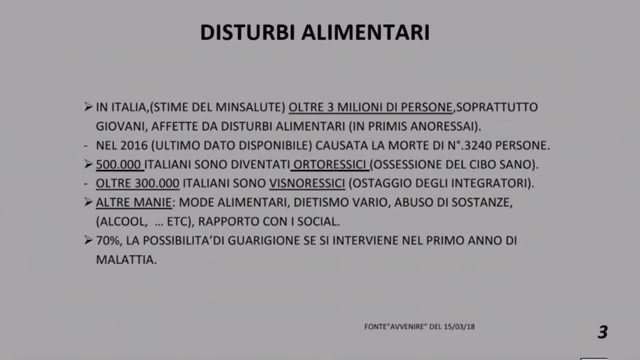 DISTURBI ALIMENTARI
➢ IN ITALIA,(STIME DEL MINSALUTE) OLTRE 3 MILIONI DI PERSONE,SOPRATTUTO
GIOVANI, AFFETTE DA DISTURBI ALIMENTARI (IN PRIMIS ANORESSAI).
- NEL 2016 (ULTIMO DATO DISPONIBILE) CAUSATA LA MORTE DI N°.3240 PERSONE.
➢ 500.000 ITALIANI SONO DIVENTATI ORTORESSICI (OSSESSIONE DEL CIBO SANO).
- OLTRE 300.000 ITALIANI SONO VISNORESSICI (OSTAGGIO DEGLI INTEGRATORI).
➢ ALTRE MANIE: MODE ALIMENTARI, DIETISMO VARIO, ABUSO DI SOSTANZE,
(ALCOOL, ... ETC), RAPPORTO CON I SOCIAL.
➢ 70%, LA POSSIBILITA'DI GUARIGIONE SE SI INTERVIENE NEL PRIMO ANNO DI
MALATTIA.
FONTE"AVVENIRE" DEL 15/03/18
3